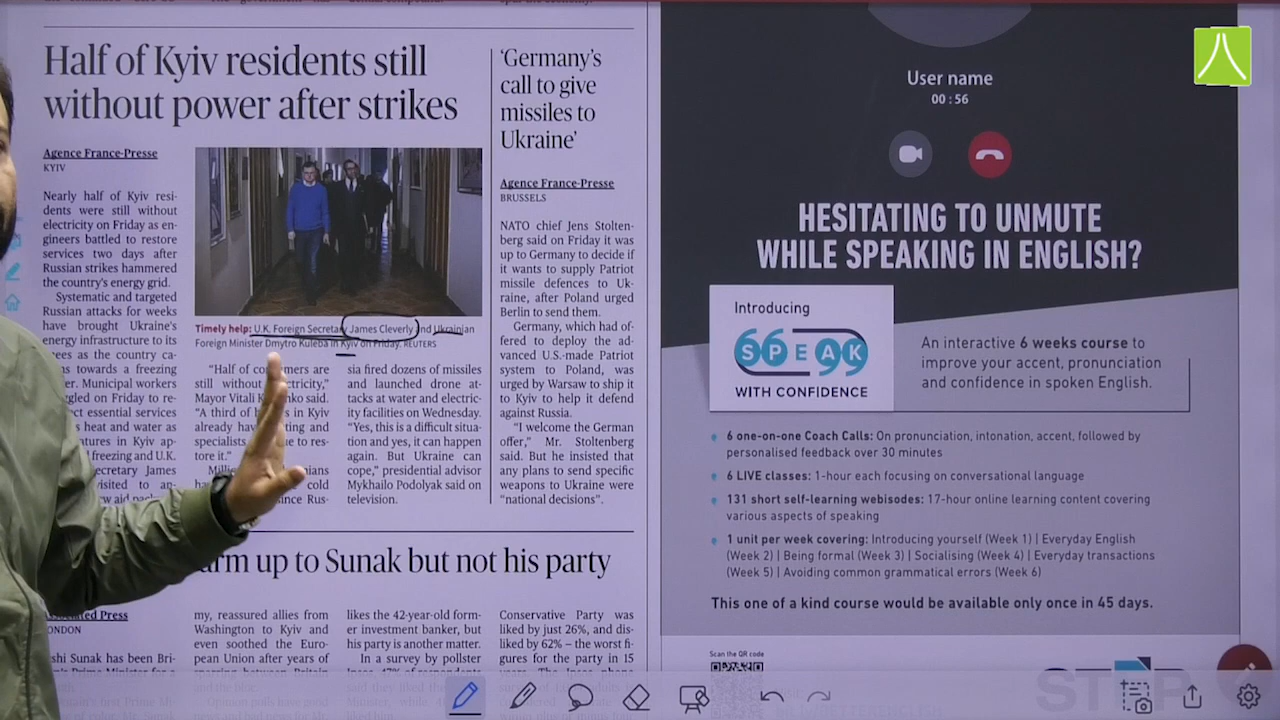 Half of Kyiv residents still
without power after strikes
Agence France-Presse
KYIV
Nearly half of Kyiv resi-
dents were still without
electricity on Friday as en-
gineers battled to restore
services two days after
Russian strikes hammered
the country's energy grid.
Systematic and targeted
Russian attacks for weeks
have brought Ukraine's
energy infrastructure to its
as the country ca-
towards a freezing
Municipal workers
on Friday to re-
essential services
heat and water as
in Kyiv ap-
freezing and U.K.
James
to an-
aid
Timely help: U.K. Foreign Secretary James Cleverly and Ukrainian
Foreign Minister Dmytro Kuleba in Kyiv on Friday. REUTERS
"Half of are
still without
Mayor Vitali said.
"A third of in Kyiv
already
specialists to res-
tore it."
cold
Rus-
sia fired dozens of missiles
and launched drone at-
tacks at water and electric-
ity facilities on Wednesday.
"Yes, this is a difficult situa-
tion and yes, it can happen
again. But Ukraine can
cope," presidential advisor
Mykhailo Podolyak said on
television.
'Germany's
call to give
missiles to
Ukraine'
Agence France-Presse
BRUSSELS
NATO chief Jens Stolten-
berg said on Friday it was
up to Germany to decide if
it wants to supply Patriot
missile defences to Uk-
raine, after Poland urged
Berlin to send them.
Germany, which had of-
fered to deploy the ad-
vanced U.S.-made Patriot
system to Poland, was
urged by Warsaw to ship it
to Kyiv to help it defend
against Russia.
"I welcome the German
offer," Mr. Stoltenberg
said. But he insisted that
any plans to send specific
weapons to Ukraine were
"national decisions".
up to Sunak but not his party
Press
my, reassured allies from
Washington to Kyiv and
even soothed the Euro-
pean Union after years of
likes the 42-year-old form-
er investment banker, but
his party is another matter.
In a survey by pollster
Conservative Party was
liked by just 26%, and dis-
liked by 62% – the worst fi-
gures for the party in 15
Sunak has been Bri-
User name
00:56
HESITATING TO UNMUTE
WHILE SPEAKING IN ENGLISH?
Introducing
SPEAK
WITH CONFIDENCE
An interactive 6 weeks course to
improve your accent, pronunciation
and confidence in spoken English.
6 one-on-one Coach Calls: On pronunciation, intonation, accent, followed by
personalised feedback over 30 minutes
6 LIVE classes: 1-hour each focusing on conversational language
131 short self-learning webisodes: 17-hour online learning content covering
various aspects of speaking
1 unit per week covering: Introducing yourself (Week 1) | Everyday English
(Week 2) | Being formal (Week 3) | Socialising (Week 4) | Everyday transactions
(Week 5) | Avoiding common grammatical errors (Week 6)
This one of a kind course would be available only once in 45 days.
Scan the QR code